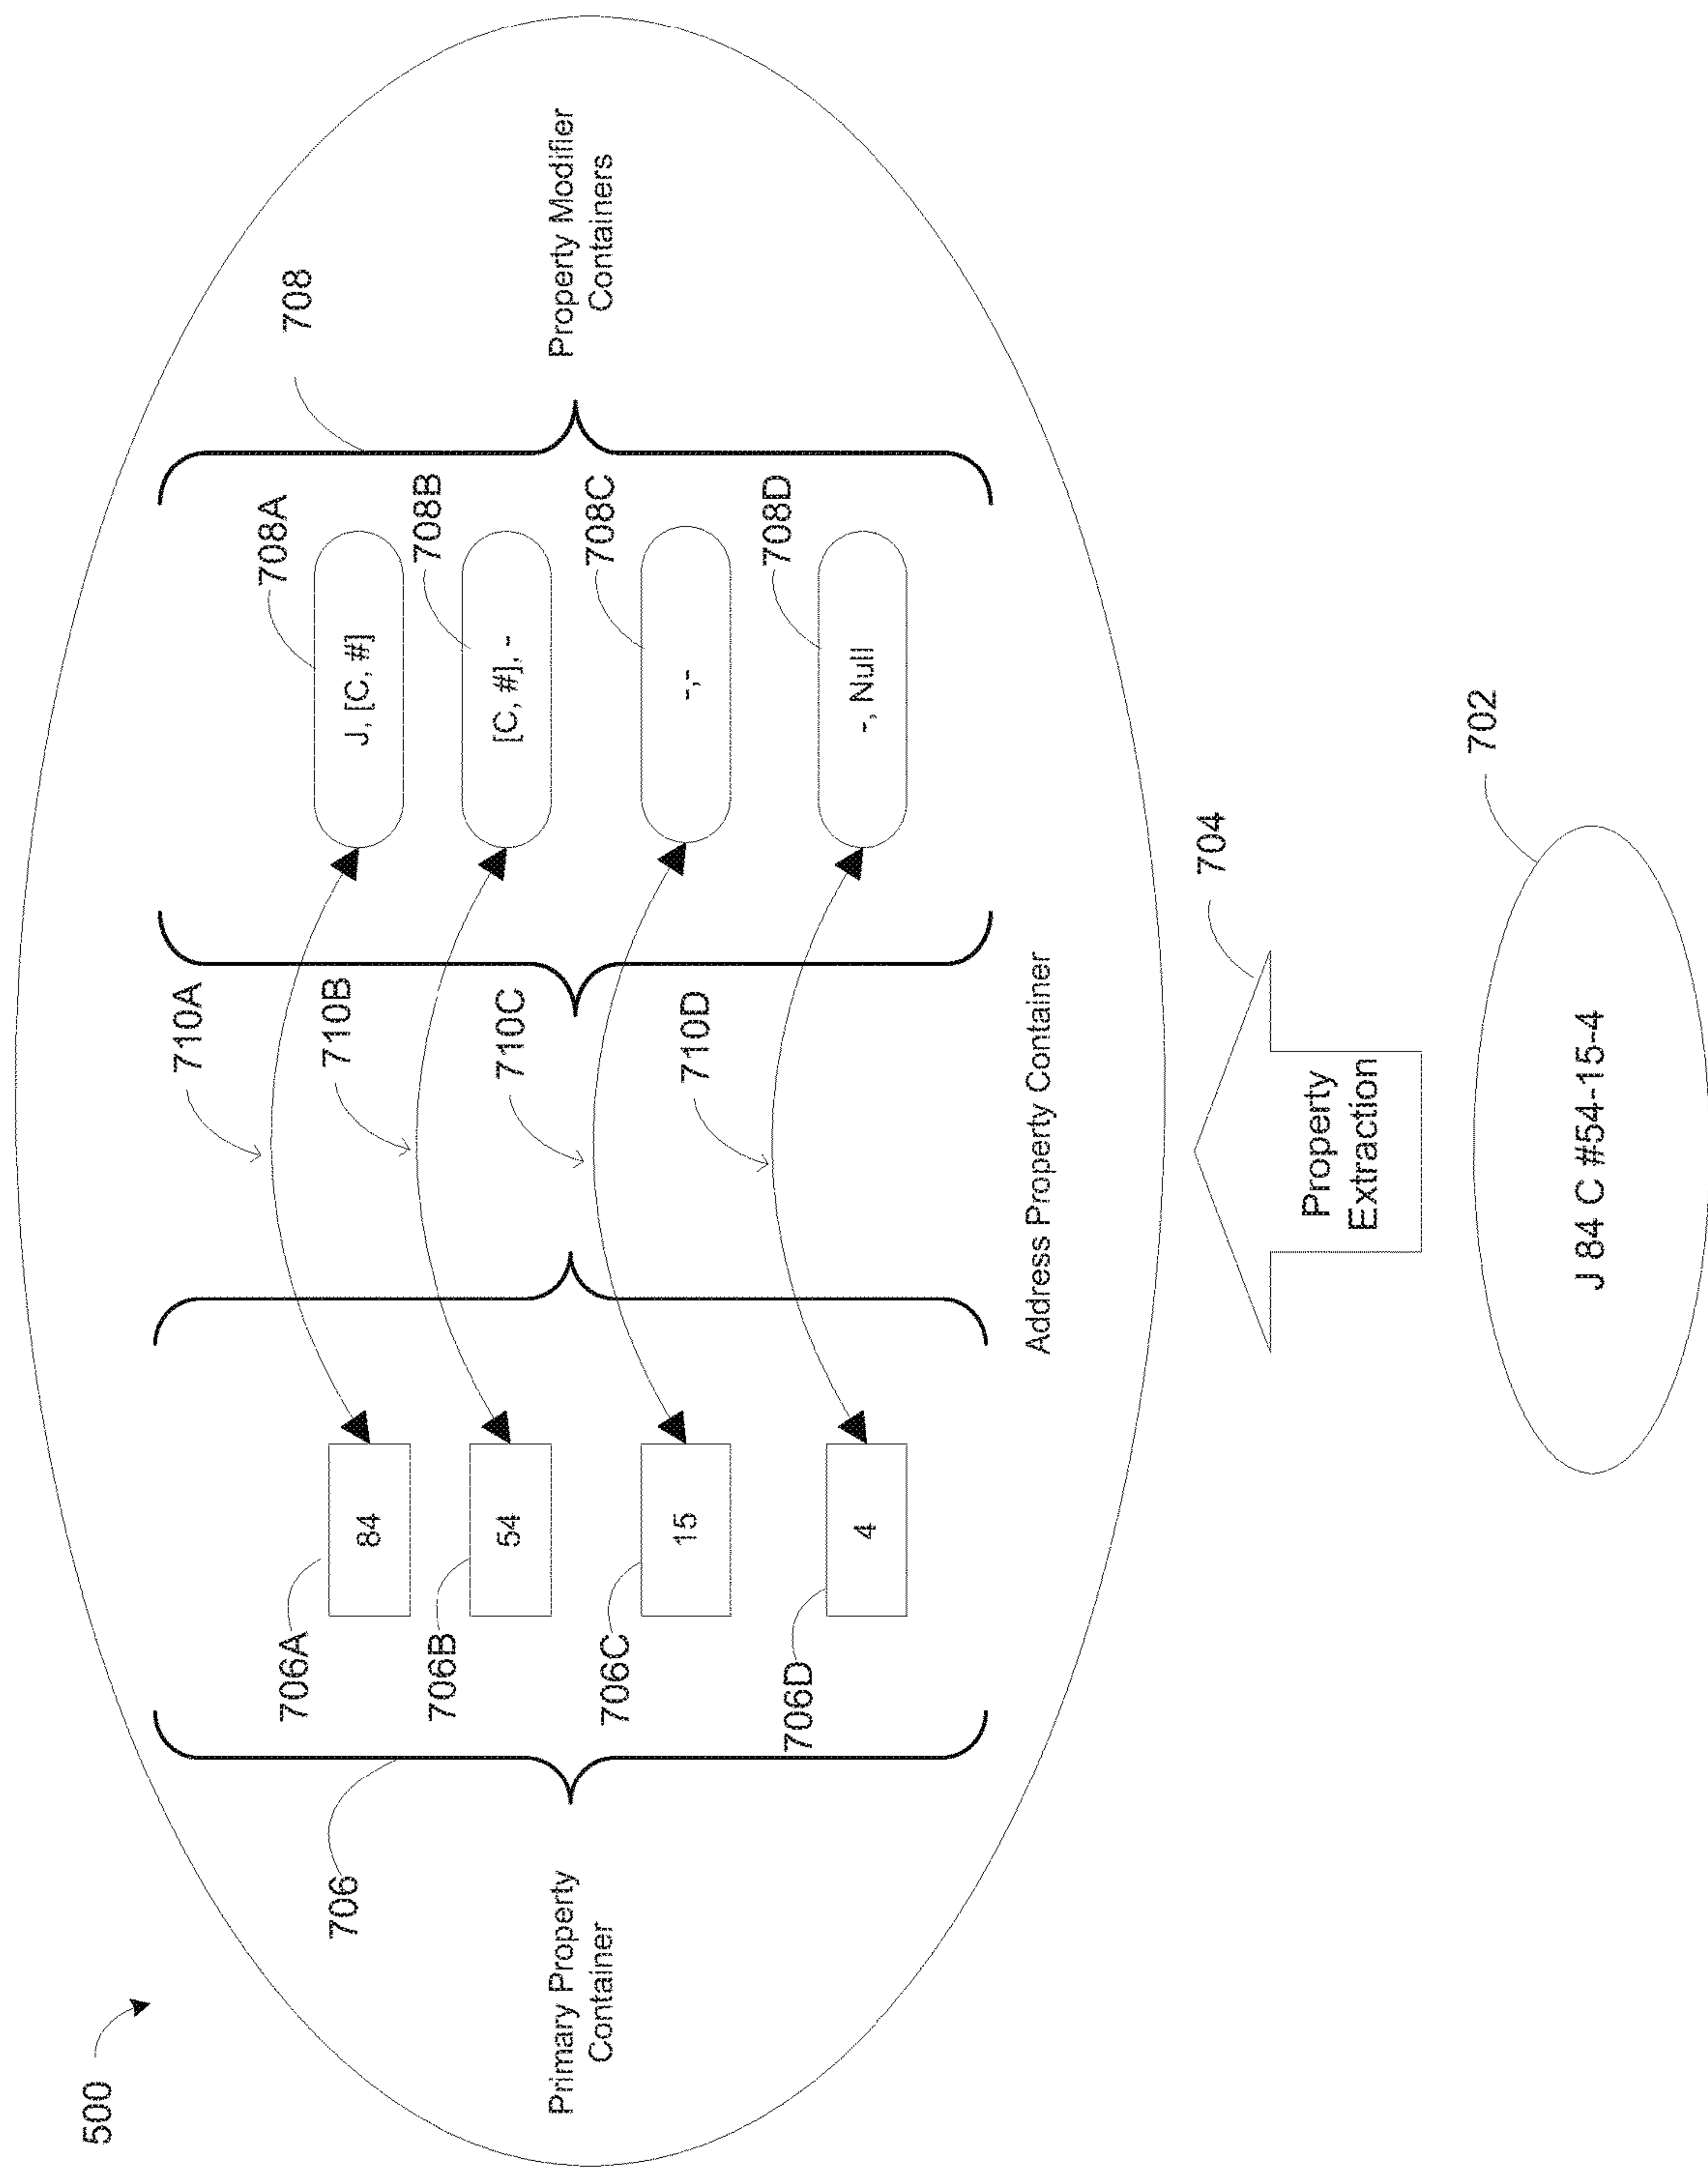 500
706
708
Primary Property
Container
Property Modifier
Containers
706A
84
710A
708A
J, [C, #]
706B
54
710B
708B
[C, #], -
706C
15
710C
708C
-,-
706D
4
710D
708D
-, Null
Address Property Container
704
Property
Extraction
702
J 84 C #54-15-4